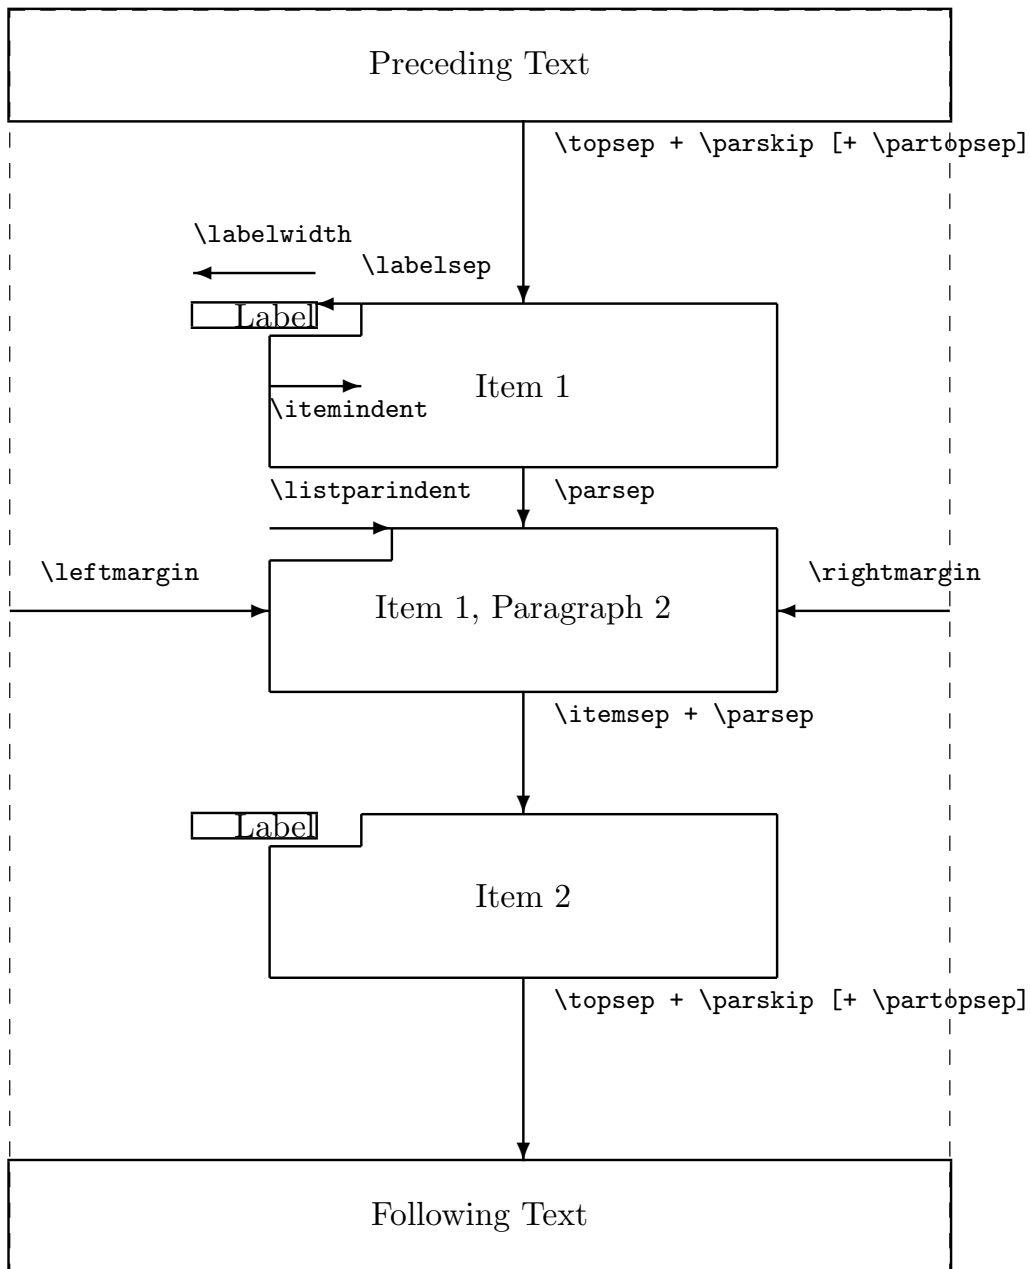 Preceding Text
\topsep + \parskip [+ \partopsep]
\labelwidth
\labelsep
Label
Item 1
\itemindent
\listparindent
\parsep
\leftmargin
\rightmargin
Item 1, Paragraph 2
\itemsep + \parsep
Label
Item 2
\topsep + \parskip [+ \partopsep]
Following Text